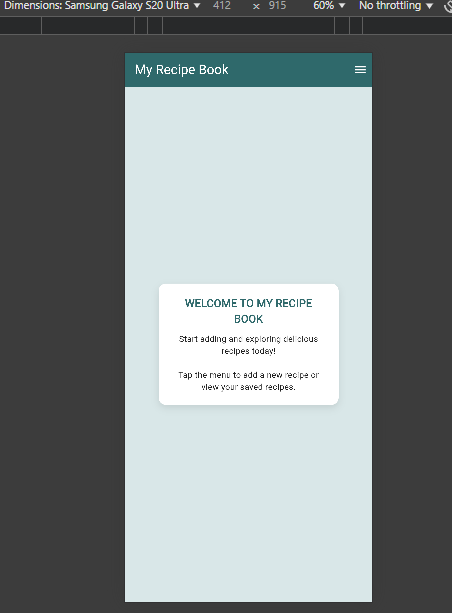 Dimensions: Samsung Galaxy S20 Ultra ▼ 412 × 915 60% ▼ No throttling ▼
My Recipe Book
WELCOME TO MY RECIPE
BOOK
Start adding and exploring delicious
recipes today!
Tap the menu to add a new recipe or
view your saved recipes.